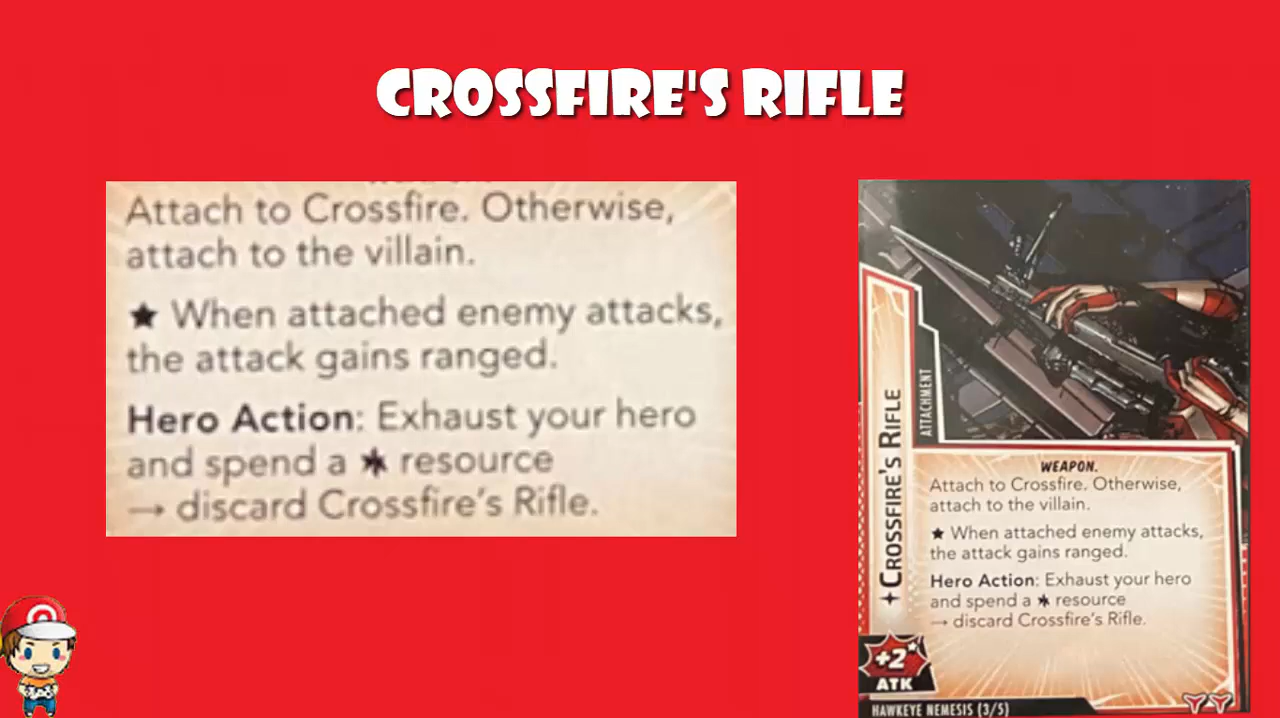 CROSSFIRE'S RIFLE
Attach to Crossfire. Otherwise,
attach to the villain.
★ When attached enemy attacks,
the attack gains ranged.
Hero Action: Exhaust your hero
and spend a resource
→ discard Crossfire's Rifle.
ATTACHMENT
CROSSFIRE'S RIFLE
WEAPON.
Attach to Crossfire. Otherwise,
attach to the villain.
★ When attached enemy attacks,
the attack gains ranged.
Hero Action: Exhaust your hero
and spend a resource
→ discard Crossfire's Rifle.
+2*
ATK
HAWKEYE NEMESIS (3/5)